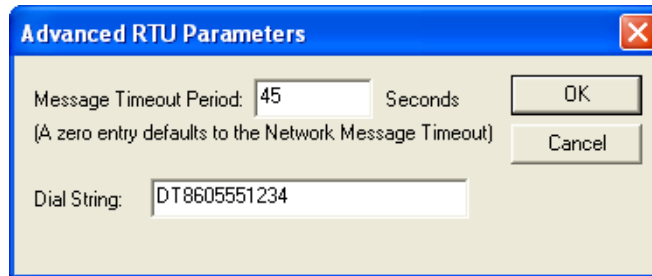 Advanced RTU Parameters
Message Timeout Period: 45 Seconds OK
(A zero entry defaults to the Network Message Timeout) Cancel
Dial String: DT8605551234